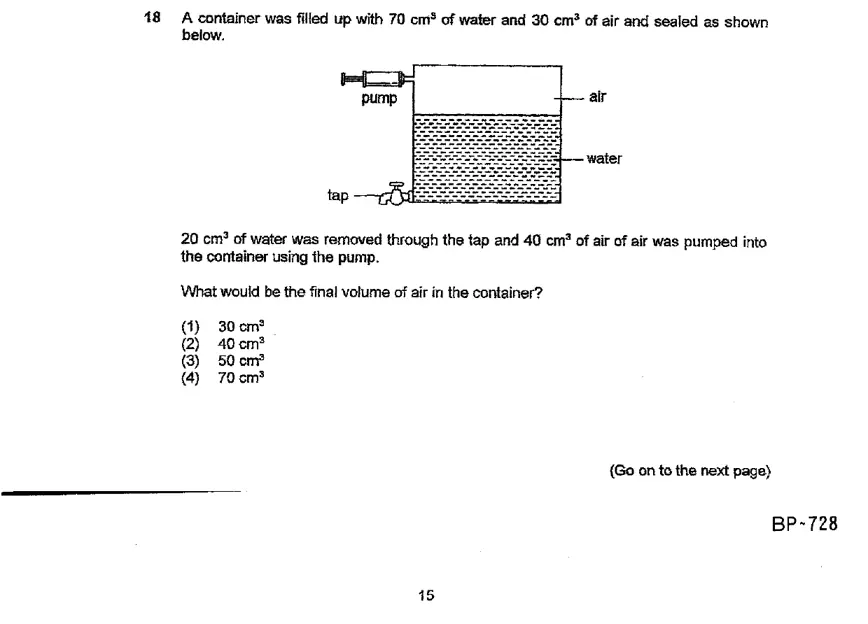 18 A container was filled up with 70 cm³ of water and 30 cm³ of air and sealed as shown
below.
pump
air
water
tap
20 cm³ of water was removed through the tap and 40 cm³ of air of air was pumped into
the container using the pump.
What would be the final volume of air in the container?
(1) 30 cm³
(2) 40 cm³
(3) 50 cm³
(4) 70 cm³
(Go on to the next page)
BP-728
15